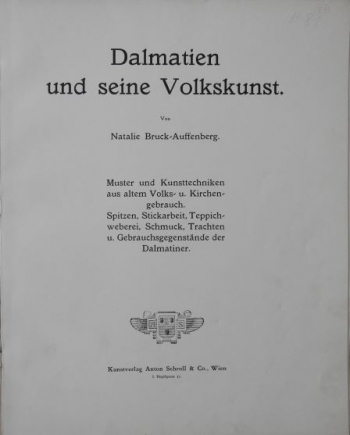 Dalmatien
und seine Volkskunst.
Von
Natalie Bruck-Auffenberg.
Muster und Kunsttechniken
aus altem Volks- u. Kirchen-
gebrauch.
Spitzen, Stickarbeit, Teppich-
weberei, Schmuck, Trachten
u. Gebrauchsgegenstände der
Dalmatiner.
Kunstverlag Anton Schroll & Co., Wien